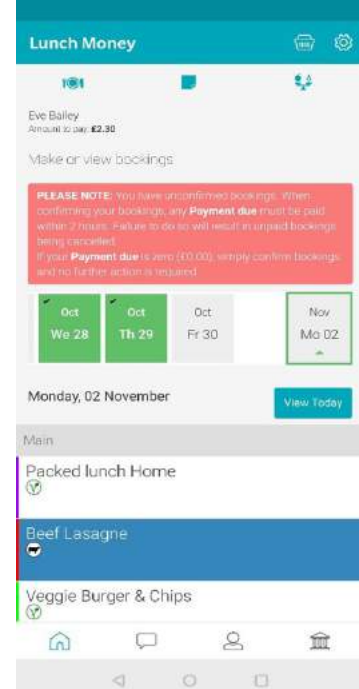 Lunch Money
Eve Bailey
Amount to pay: £2.30
Make or view bookings
PLEASE NOTE: You have unconfirmed bookings. When
confirming your bookings, any Payment due must be paid
within 2 hours. Failure to do so will result in unpaid bookings
being cancelled.
If your Payment due is zero (£0.00), simply confirm bookings
and no further action is required
Oct Oct Oct Nov
We 28 Th 29 Fr 30 Mo 02
Monday, 02 November
View Today
Main
Packed lunch Home
Beef Lasagne
Veggie Burger & Chips